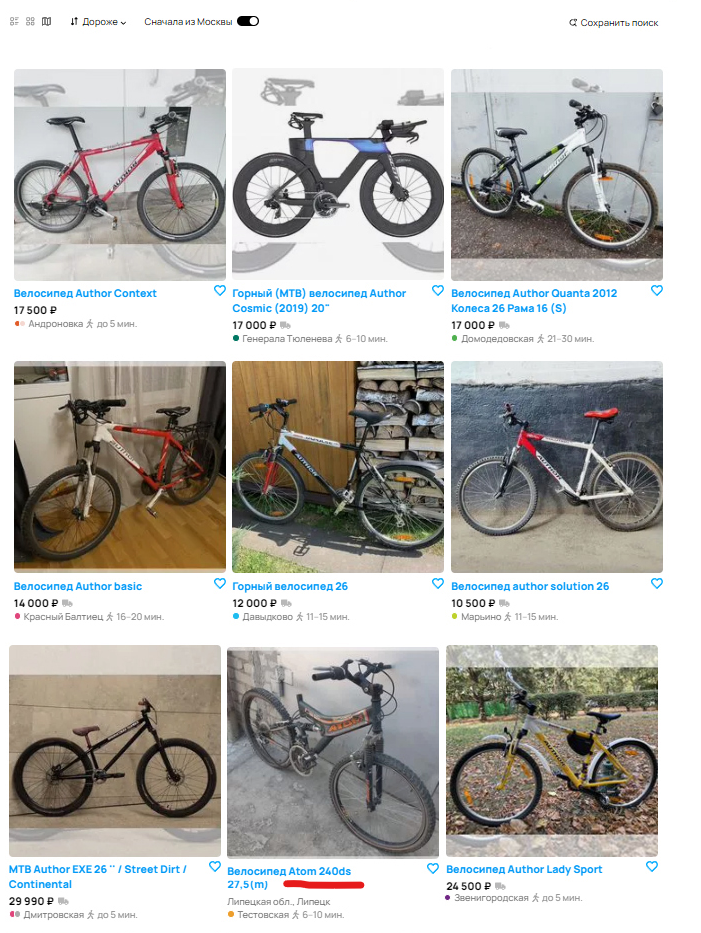 Дороже
Сначала из Москвы
Сохранить поиск
Велосипед Author Context
17 500 ₽
Андроновка до 5 мин.
Горный (MTB) велосипед Author
Cosmic (2019) 20"
17 000 ₽
Генерала Тюленева 6–10 мин.
Велосипед Author Quanta 2012
Колеса 26 Рама 16 (S)
17 000 ₽
Домодедовская 21–30 мин.
Велосипед Author basic
14 000 ₽
Красный Балтиец 16–20 мин.
Горный велосипед 26
12 000 ₽
Давыдково 11–15 мин.
Велосипед author solution 26
10 500 ₽
Марьино 11–15 мин.
MTB Author EXE 26 '' / Street Dirt /
Continental
29 990 ₽
Дмитровская до 5 мин.
ATOM
Велосипед Atom 240ds
27,5(m)
Липецкая обл., Липецк
Тестовская 6–10 мин.
Велосипед Author Lady Sport
24 500 ₽
Звенигородская до 5 мин.